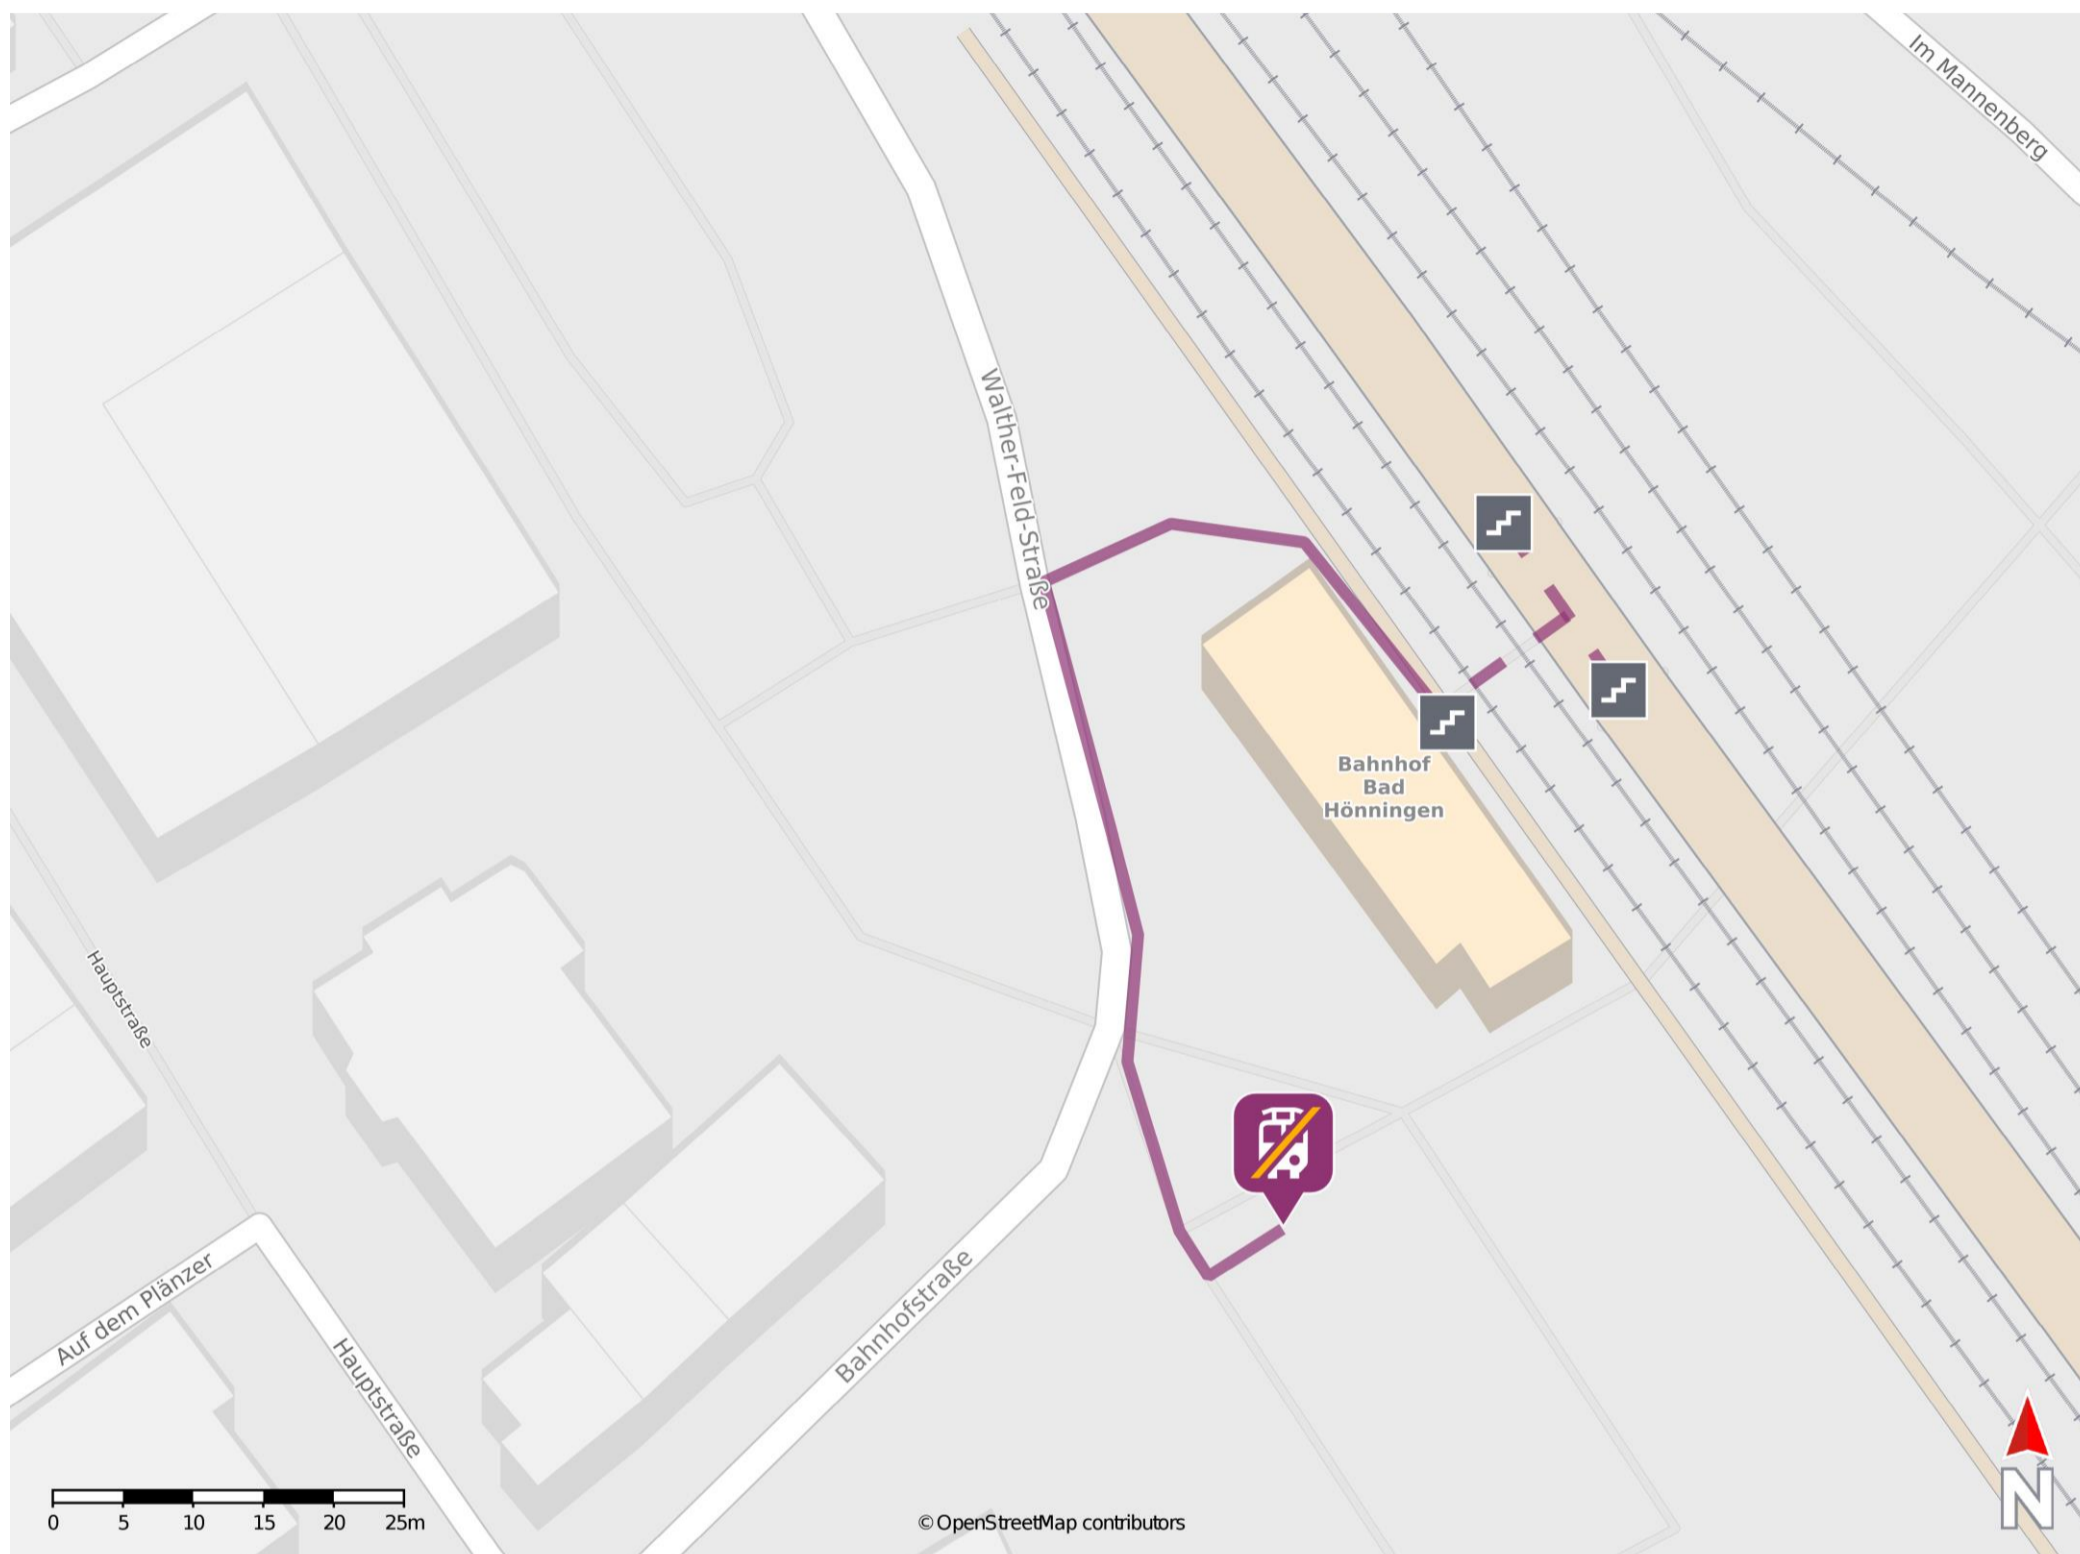 Im Mannenberg
Walther-Feld-Straße
Bahnhof
Bad
Hönningen
Hauptstraße
Auf dem Plänzer
Hauptstraße
Bahnhofstraße
0 5 10 15 20 25m
© OpenStreetMap contributors
N